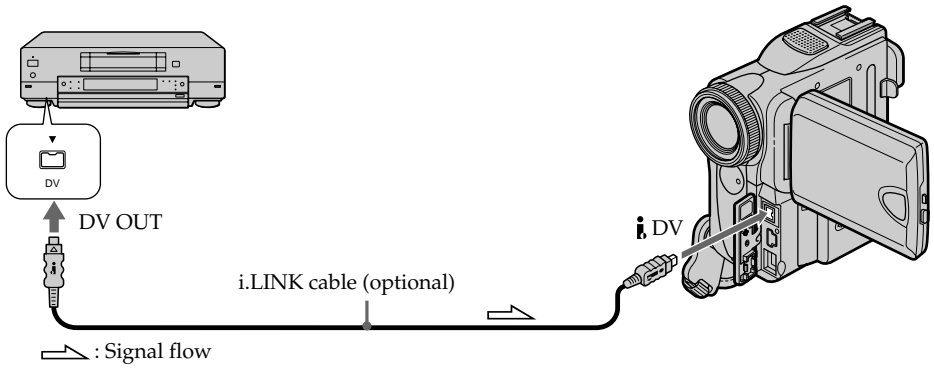 DV
DV OUT
i DV
i.LINK cable (optional)
: Signal flow